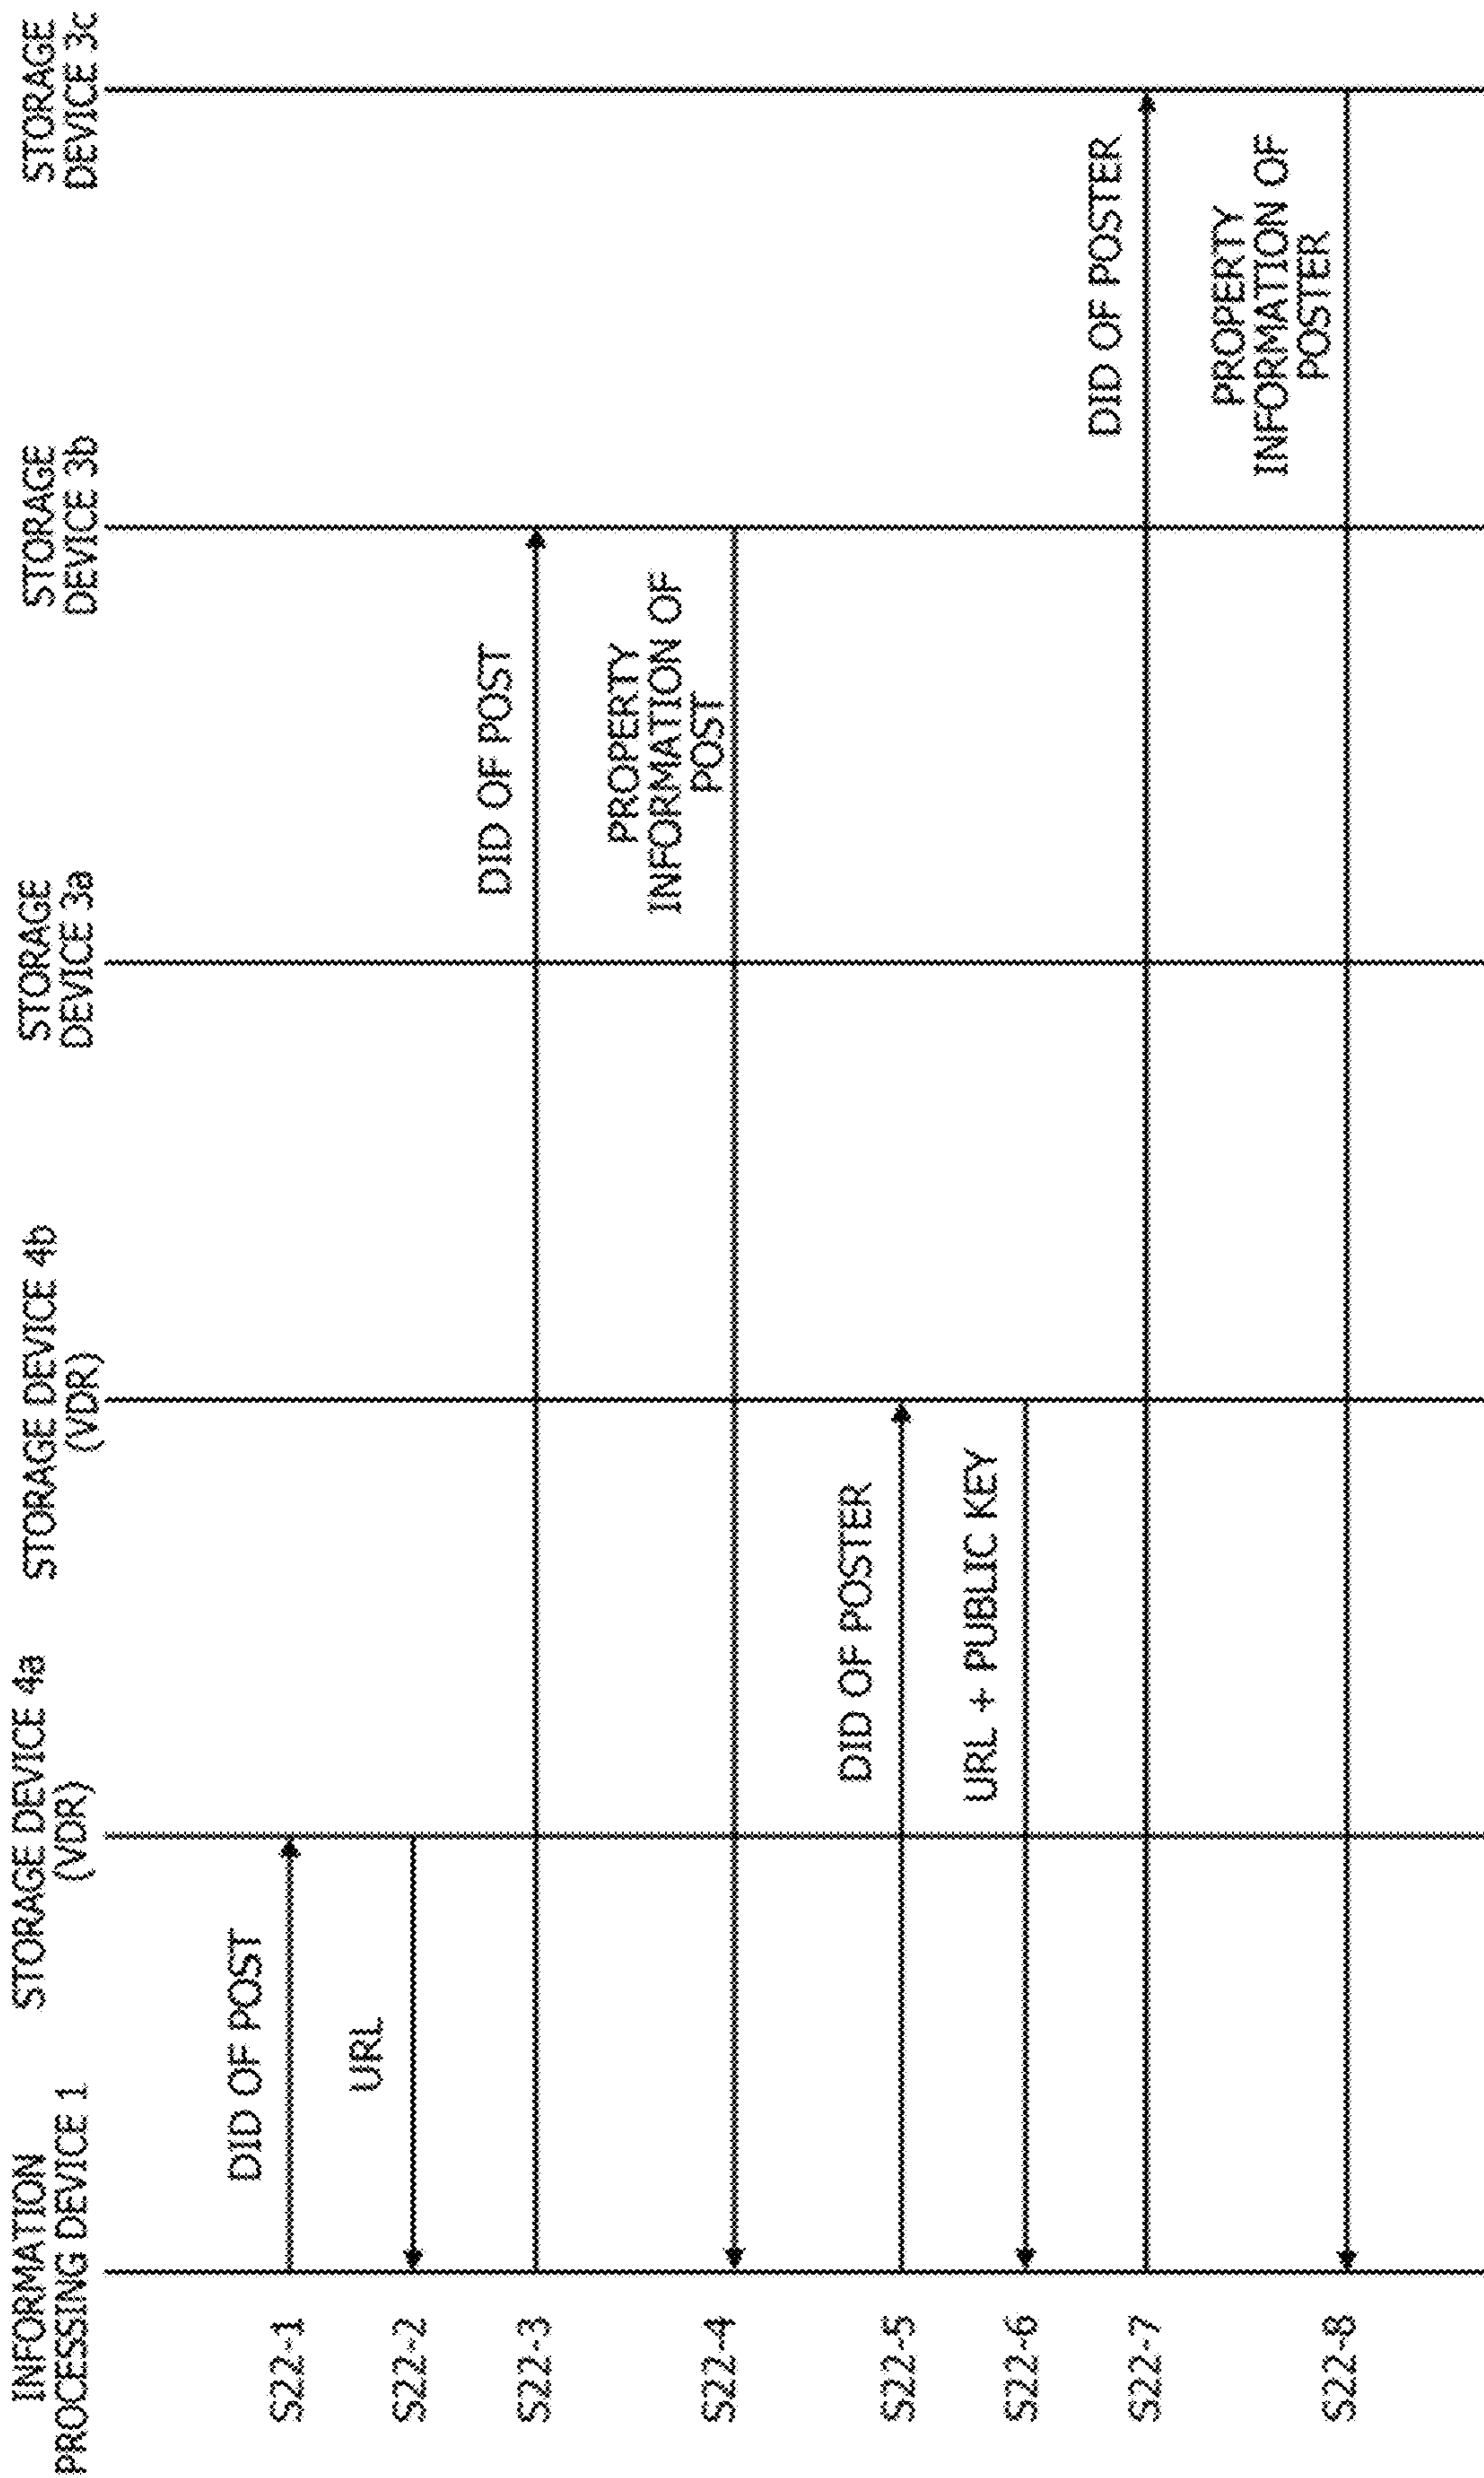 INFORMATION
PROCESSING DEVICE 1
STORAGE DEVICE 4a
(VDR)
STORAGE DEVICE 4b
(VDR)
STORAGE
DEVICE 3a
STORAGE
DEVICE 3b
STORAGE
DEVICE 3c
S22-1
DID OF POST
S22-2
URL
S22-3
DID OF POST
S22-4
PROPERTY
INFORMATION OF
POST
S22-5
DID OF POSTER
S22-6
URL + PUBLIC KEY
S22-7
DID OF POSTER
S22-8
PROPERTY
INFORMATION OF
POSTER